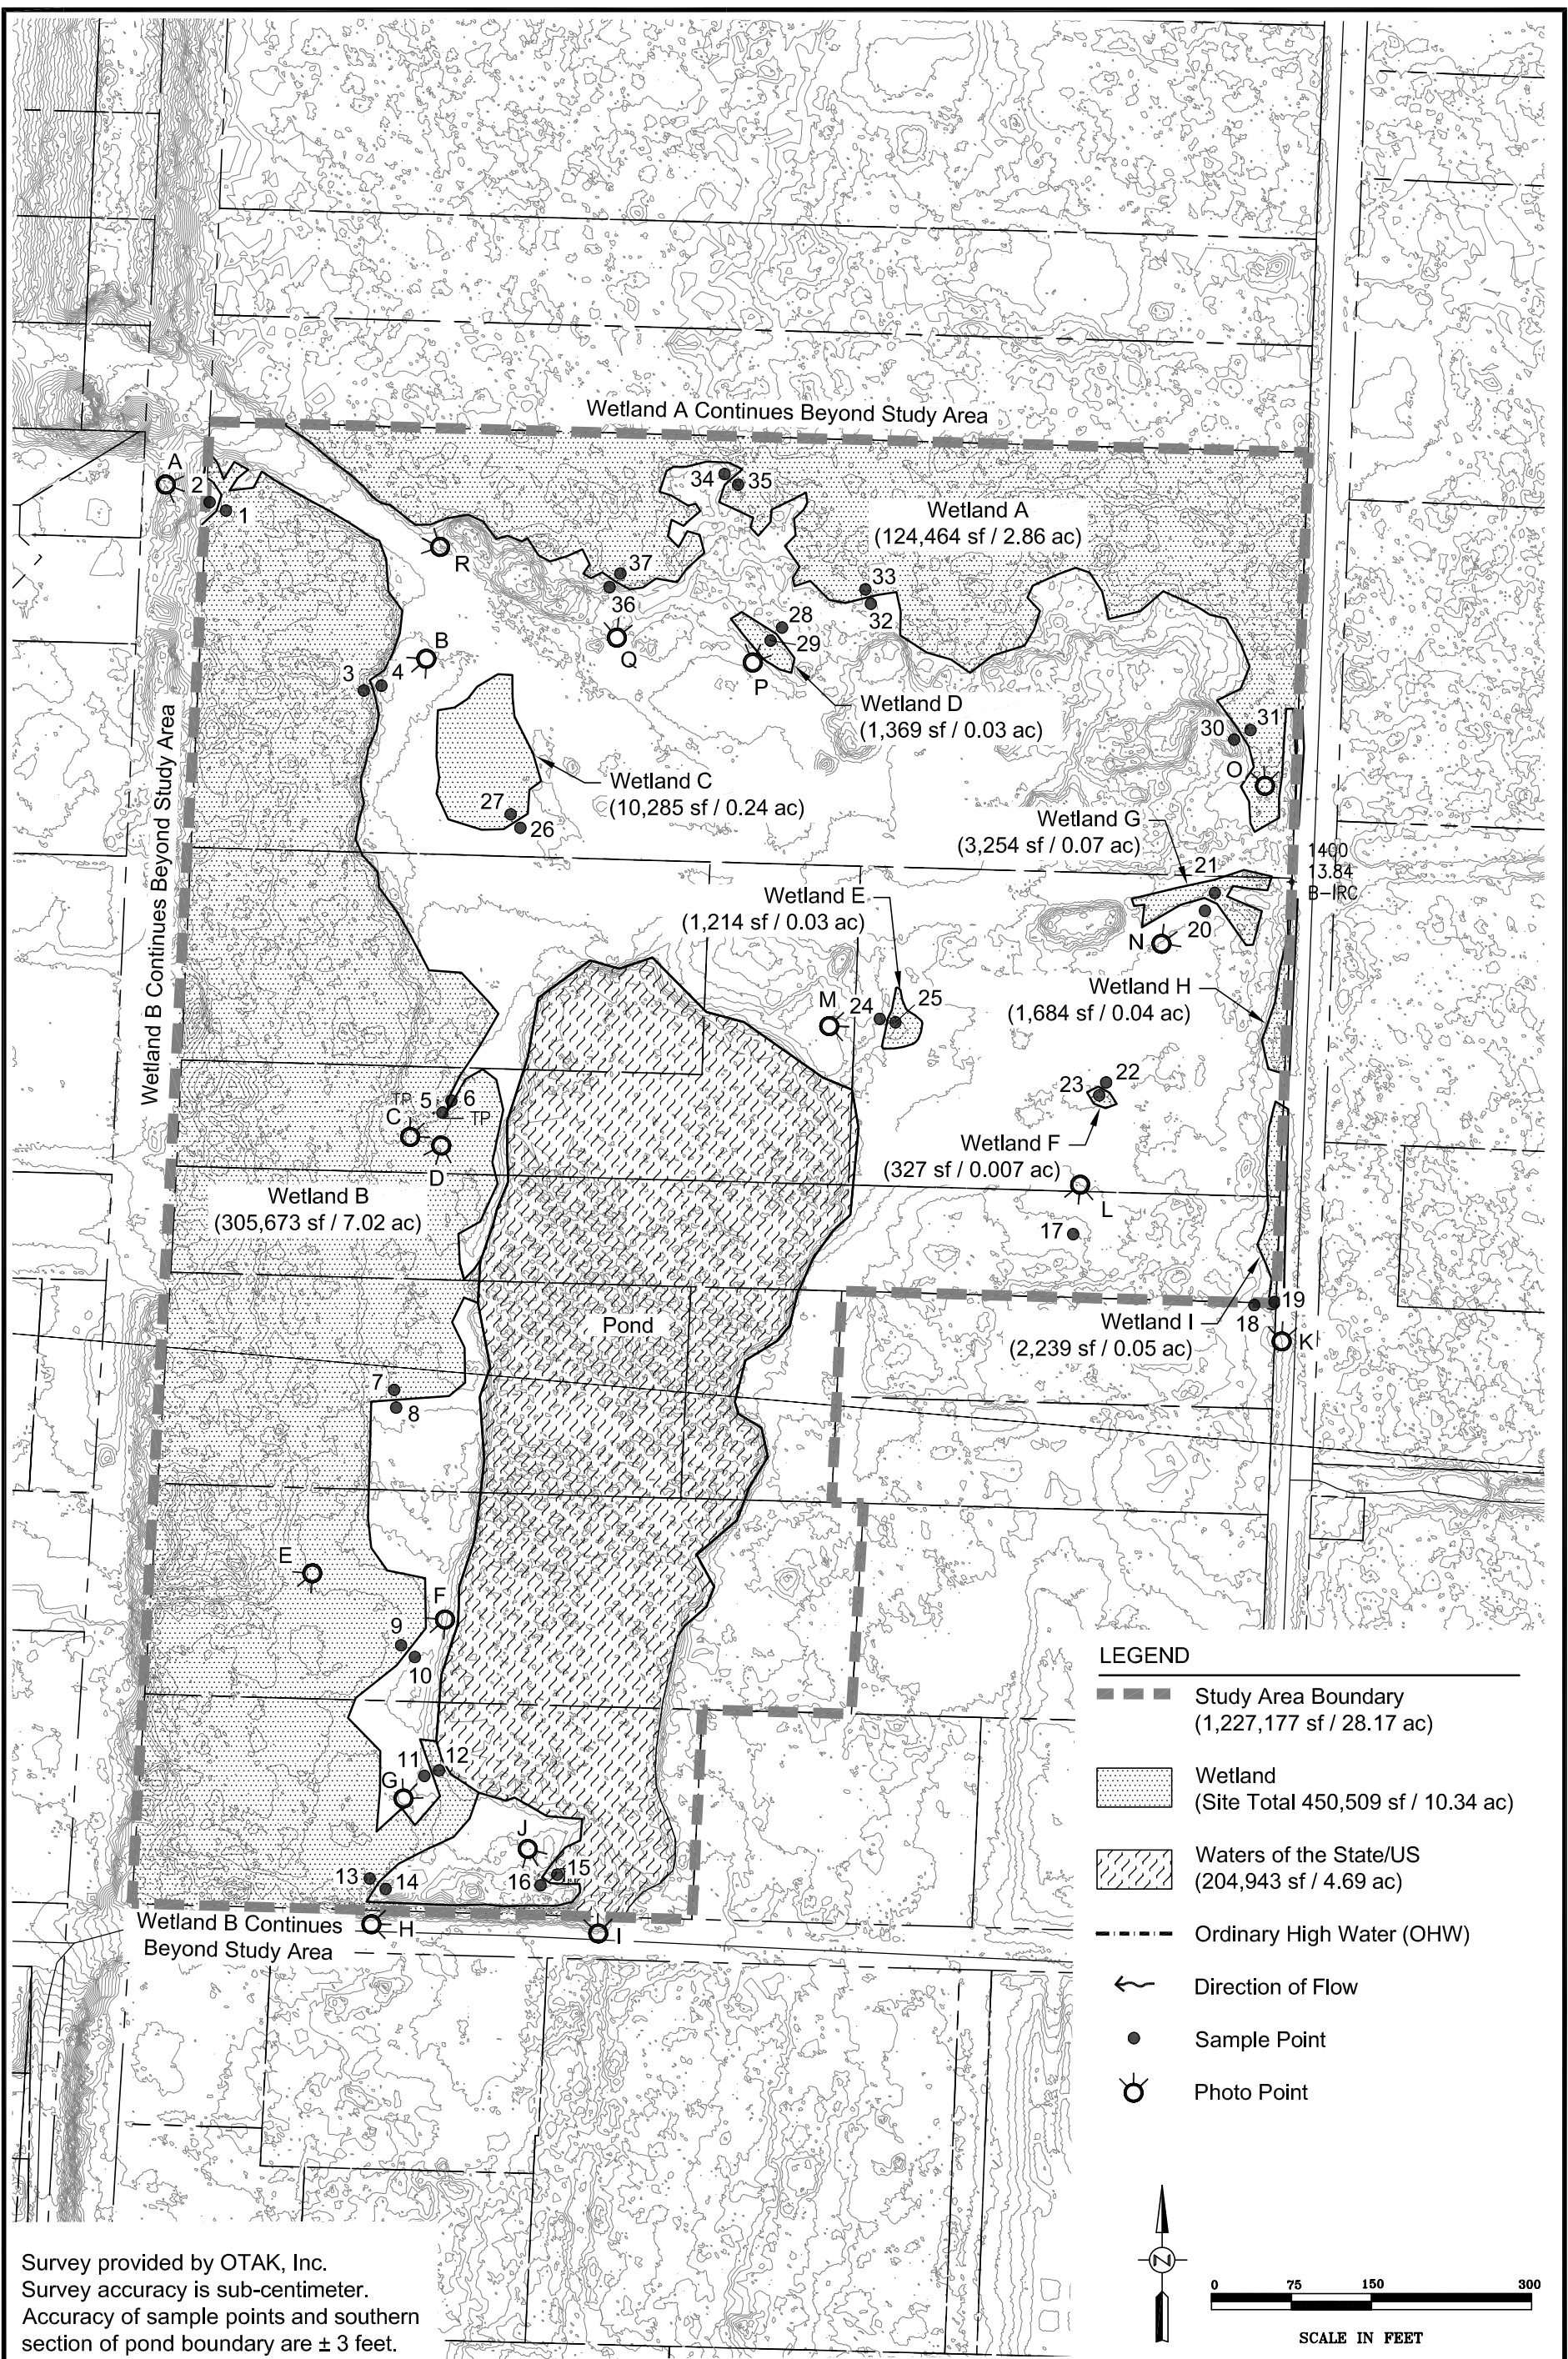 Wetland A Continues Beyond Study Area
A
2
1
34
35
Wetland A
(124,464 sf / 2.86 ac)
R
37
36
33
32
B
Q
28
29
P
3
4
Wetland D
(1,369 sf / 0.03 ac)
30
31
O
Wetland C
(10,285 sf / 0.24 ac)
27
26
Wetland B Continues Beyond Study Area
Wetland G
(3,254 sf / 0.07 ac)
1400
13.84
B-IRC
21
20
N
Wetland E
(1,214 sf / 0.03 ac)
M
24
25
Wetland H
(1,684 sf / 0.04 ac)
23
22
TP
5
6
TP
C
D
Wetland F
(327 sf / 0.007 ac)
L
17
Wetland B
(305,673 sf / 7.02 ac)
Pond
19
18
K
Wetland I
(2,239 sf / 0.05 ac)
7
8
E
F
9
10
11
12
G
J
13
14
15
16
H
I
Wetland B Continues
Beyond Study Area
LEGEND
Study Area Boundary
(1,227,177 sf / 28.17 ac)
Wetland
(Site Total 450,509 sf / 10.34 ac)
Waters of the State/US
(204,943 sf / 4.69 ac)
Ordinary High Water (OHW)
Direction of Flow
Sample Point
Photo Point
N
0 75 150 300
SCALE IN FEET
Survey provided by OTAK, Inc.
Survey accuracy is sub-centimeter.
Accuracy of sample points and southern
section of pond boundary are ± 3 feet.